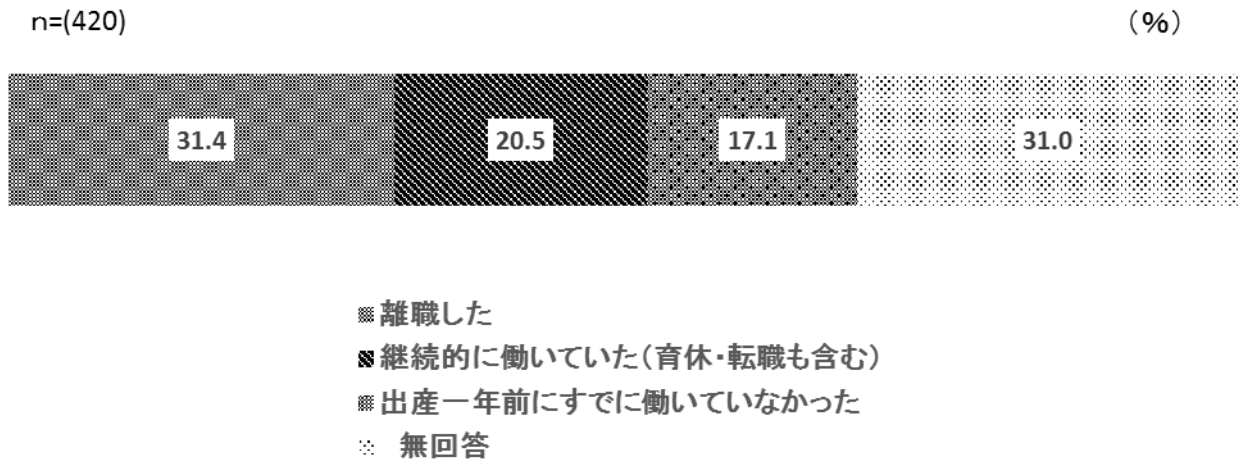 n=(420)
（%）
31.4
20.5
17.1
31.0
離職した
継続的に働いていた（育休・転職も含む）
出産一年前にすでに働いていなかった
無回答